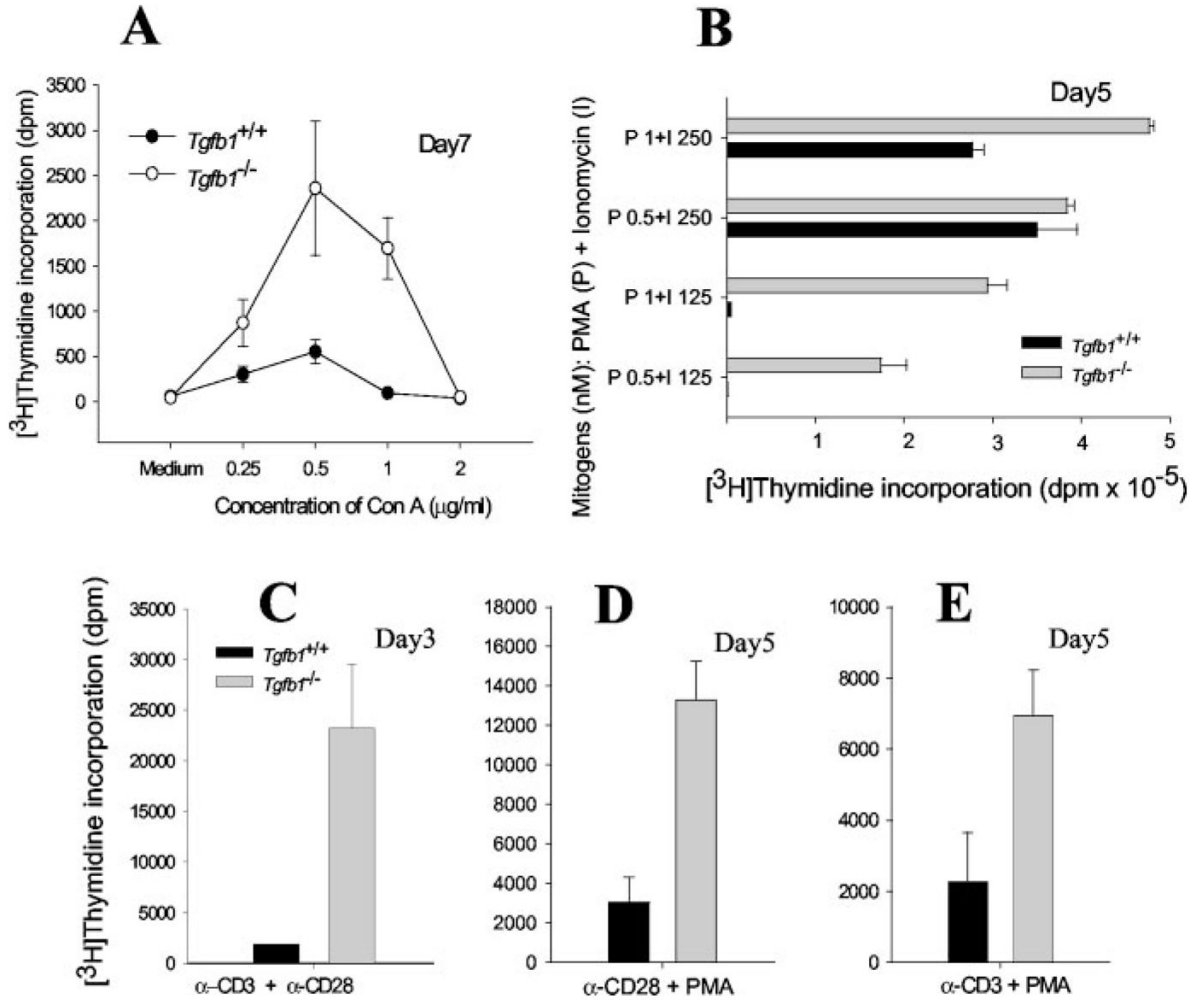 A
[³H]Thymidine incorporation (dpm)
3500
3000
2500
2000
1500
1000
500
0
Tgfb1+/+
Tgfb1-/-
Day7
Medium 0.25 0.5 1 2
Concentration of Con A (μg/ml)
B
Mitogens (nM): PMA (P) + Ionomycin (I)
Day5
P 1+I 250
P 0.5+I 250
P 1+I 125
P 0.5+I 125
Tgfb1+/+
Tgfb1-/-
1 2 3 4 5
[³H]Thymidine incorporation (dpm x 10⁻⁵)
C
[³H]Thymidine incorporation (dpm)
35000
30000
25000
20000
15000
10000
5000
0
Day3
Tgfb1+/+
Tgfb1-/-
α-CD3 + α-CD28
D
18000
16000
14000
12000
10000
8000
6000
4000
2000
0
Day5
α-CD28 + PMA
E
10000
8000
6000
4000
2000
0
Day5
α-CD3 + PMA